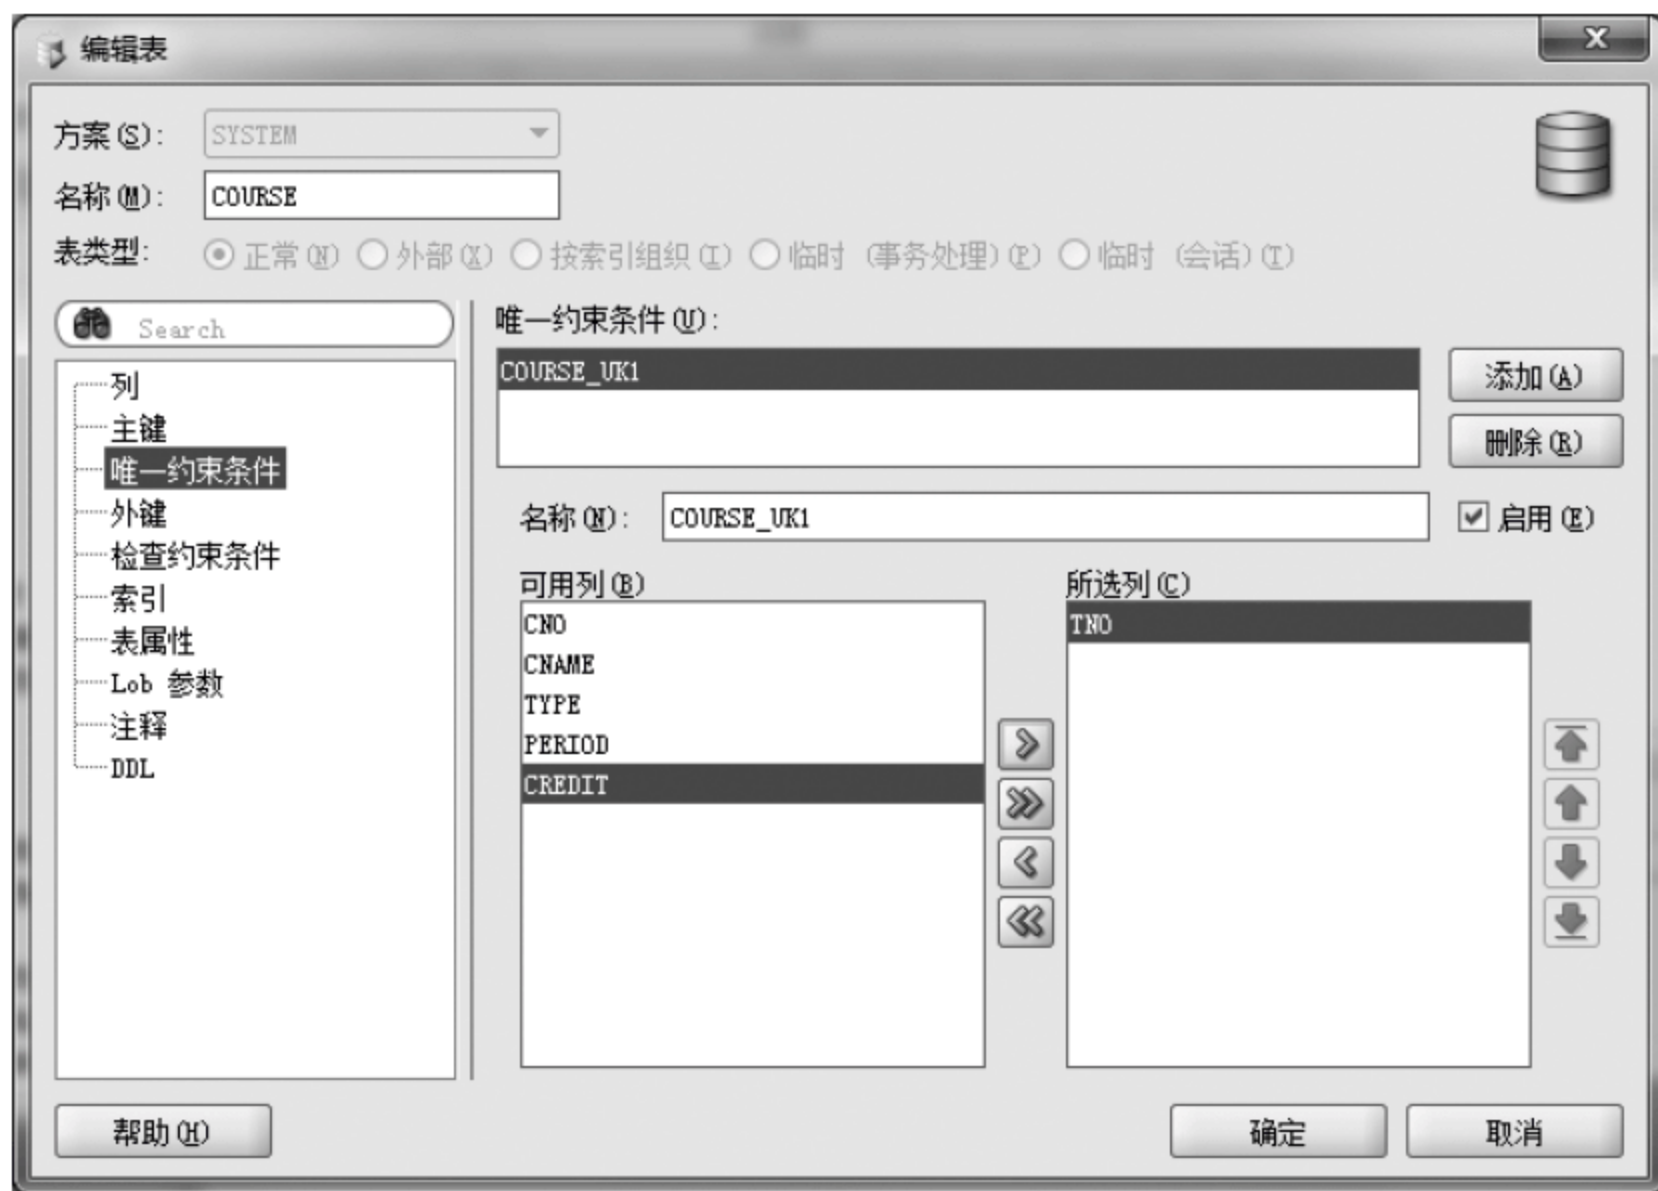 编辑表
方案(S): SYSTEM
名称(M): COURSE
表类型: 正常(N) 外部(X) 按索引组织(I) 临时 (事务处理)(P) 临时 (会话)(T)
Search
列
主键
唯一约束条件
外键
检查约束条件
索引
表属性
Lob 参数
注释
DDL
唯一约束条件(U):
COURSE_UK1
添加(A)
删除(R)
名称(N): COURSE_UK1 启用(E)
可用列(B)
CNO
CNAME
TYPE
PERIOD
CREDIT
所选列(C)
TNO
帮助(H) 确定 取消